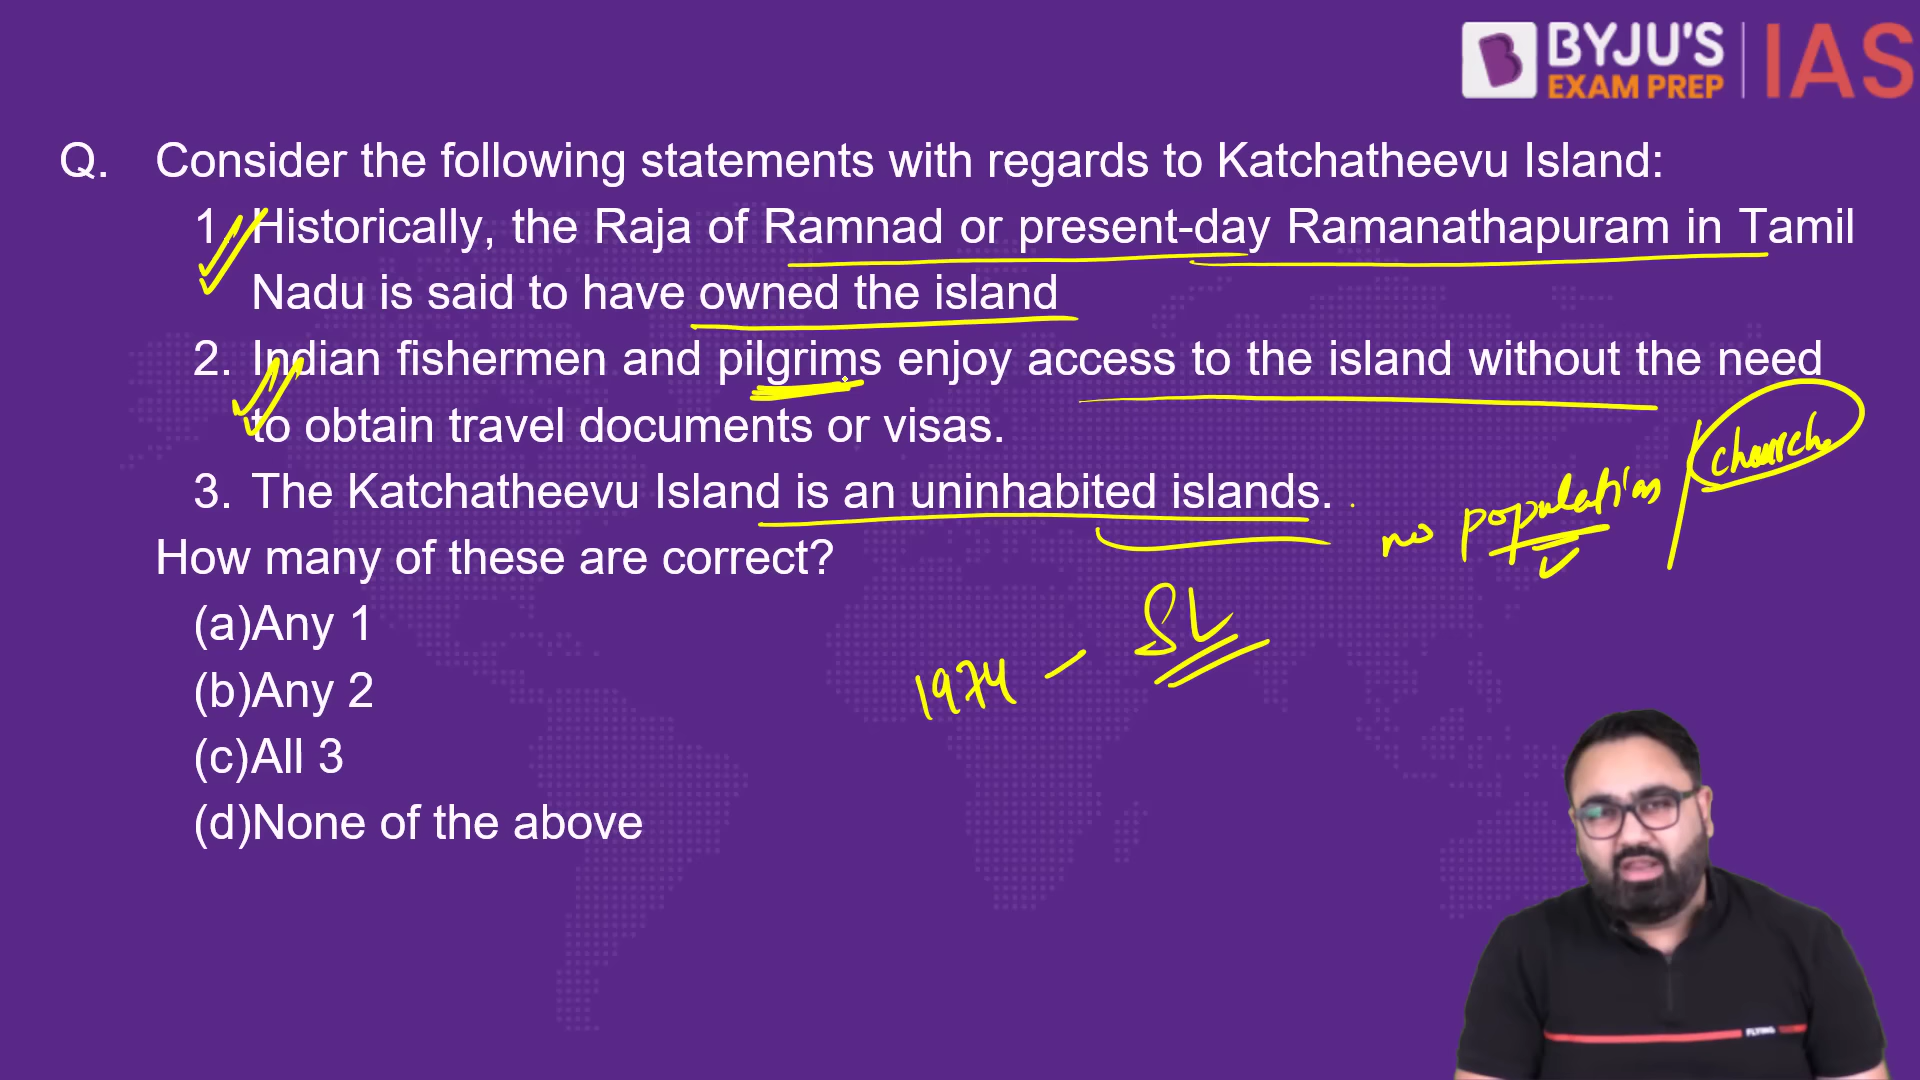 BYJU'S
EXAM PREP
IAS
Q. Consider the following statements with regards to Katchatheevu Island:
1. Historically, the Raja of Ramnad or present-day Ramanathapuram in Tamil
Nadu is said to have owned the island
2. Indian fishermen and pilgrims enjoy access to the island without the need
to obtain travel documents or visas.
church
3. The Katchatheevu Island is an uninhabited islands.
no population
How many of these are correct?
(a)Any 1
1974 - SL
(b)Any 2
(c)All 3
(d)None of the above
FLYING